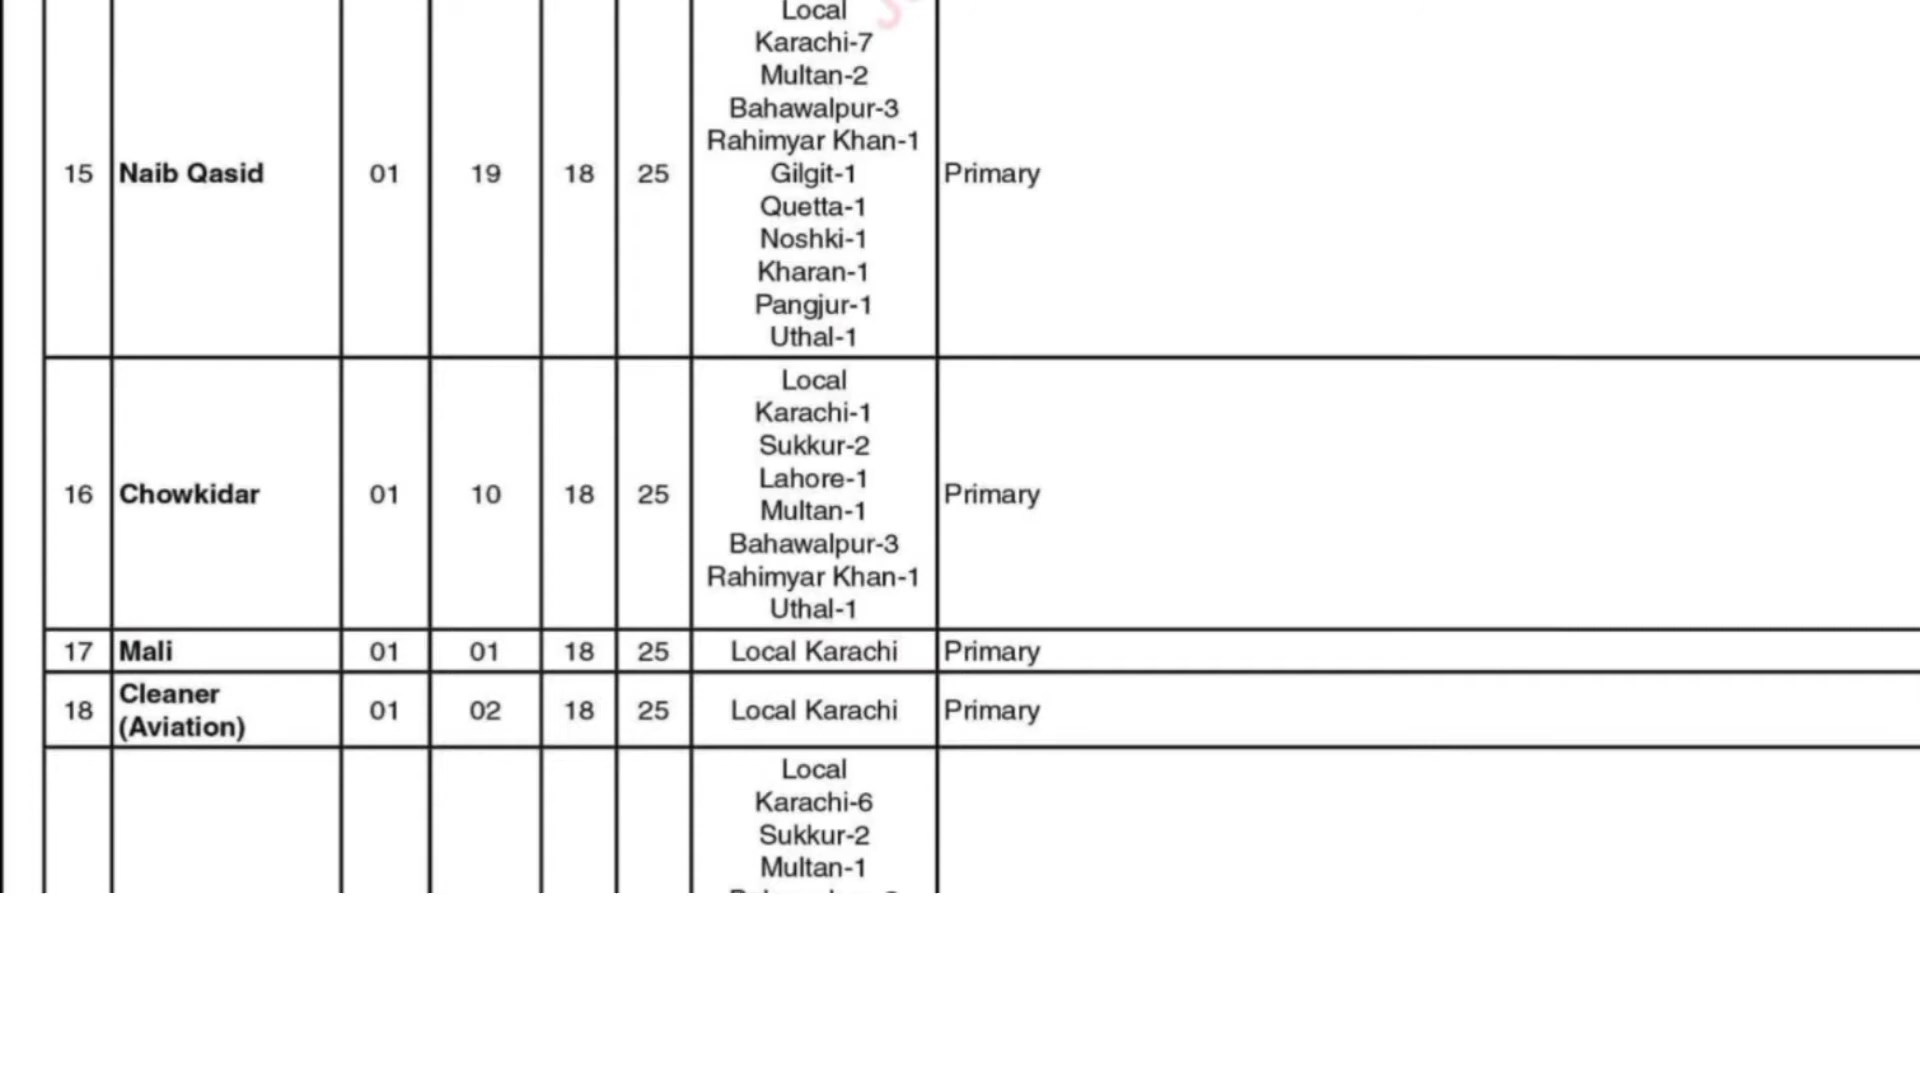 Local
Karachi-7
Multan-2
Bahawalpur-3
Rahimyar Khan-1
15 Naib Qasid 01 19 18 25 Gilgit-1 Primary
Quetta-1
Noshki-1
Kharan-1
Pangjur-1
Uthal-1
Local
Karachi-1
Sukkur-2
Lahore-1
16 Chowkidar 01 10 18 25 Multan-1 Primary
Bahawalpur-3
Rahimyar Khan-1
Uthal-1
17 Mali 01 01 18 25 Local Karachi Primary
18 Cleaner (Aviation) 01 02 18 25 Local Karachi Primary
Local
Karachi-6
Sukkur-2
Multan-1